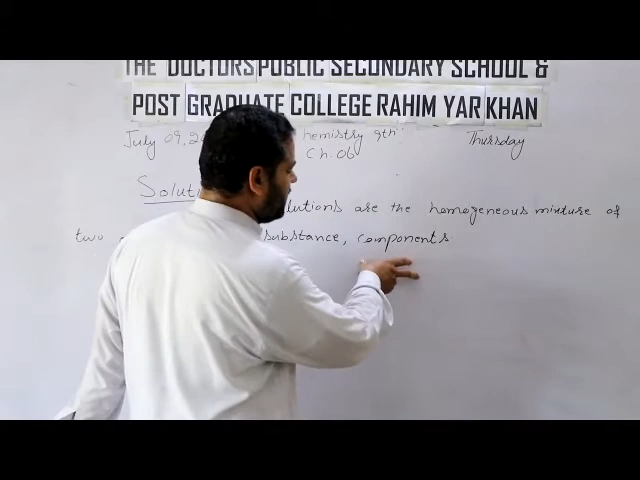 THE DOCTORS PUBLIC SECONDARY SCHOOL &
POST GRADUATE COLLEGE RAHIM YAR KHAN
July 09, 2 hemistry 9th Thursday
Ch. 06
Soluti
lutions are the homogeneous mixture of
two substance, components